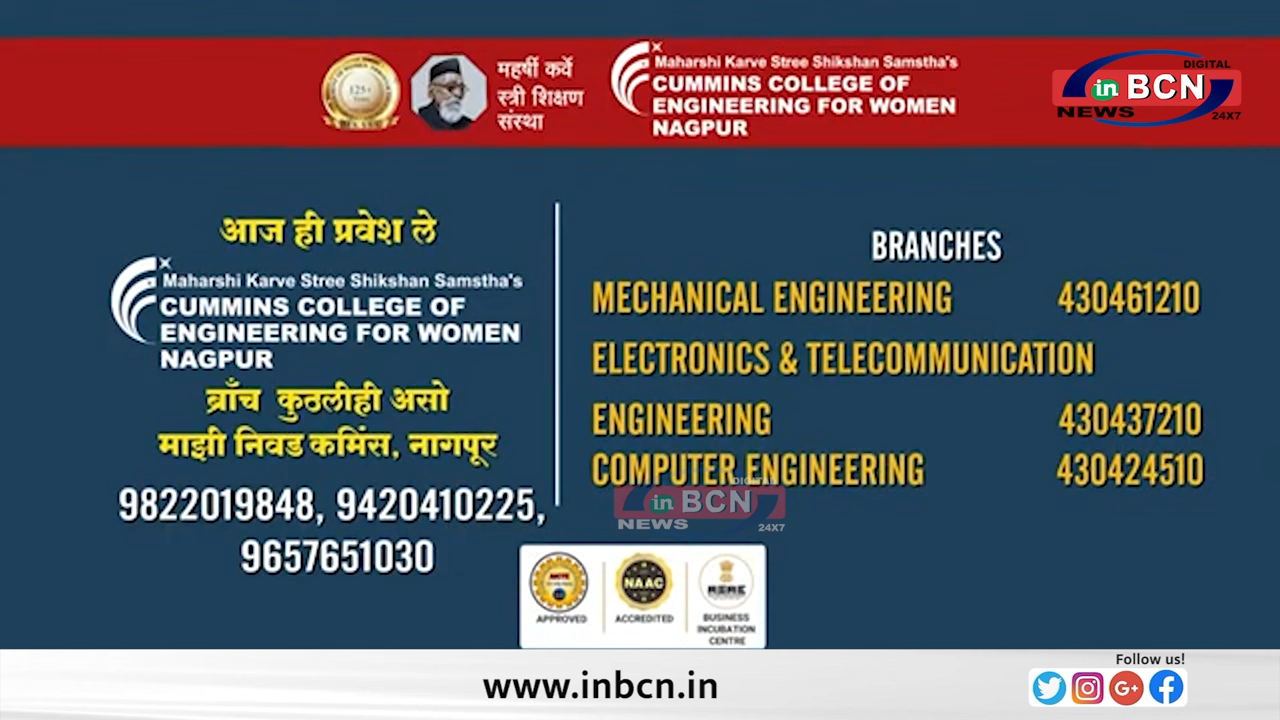 125+
महर्षी कर्वे
स्त्री शिक्षण
संस्था
Maharshi Karve Stree Shikshan Samstha's
CUMMINS COLLEGE OF
ENGINEERING FOR WOMEN
NAGPUR
DIGITAL
in BCN
NEWS 24X7
आज ही प्रवेश ले
Maharshi Karve Stree Shikshan Samstha's
CUMMINS COLLEGE OF
ENGINEERING FOR WOMEN
NAGPUR
ब्राँच कुठलीही असो
माझी निवड कमिंस, नागपूर
9822019848, 9420410225,
9657651030
BRANCHES
MECHANICAL ENGINEERING 430461210
ELECTRONICS & TELECOMMUNICATION
ENGINEERING 430437210
COMPUTER ENGINEERING 430424510
DIGITAL
in BCN
NEWS 24X7
APPROVED
NAAC
ACCREDITED
BUSINESS
INCUBATION
CENTRE
Follow us!
www.inbcn.in